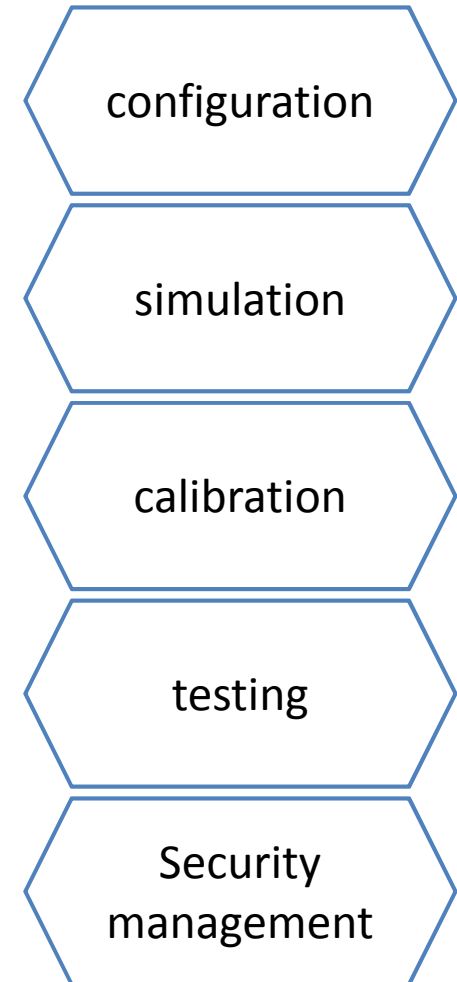 configuration
simulation
calibration
testing
Security
management